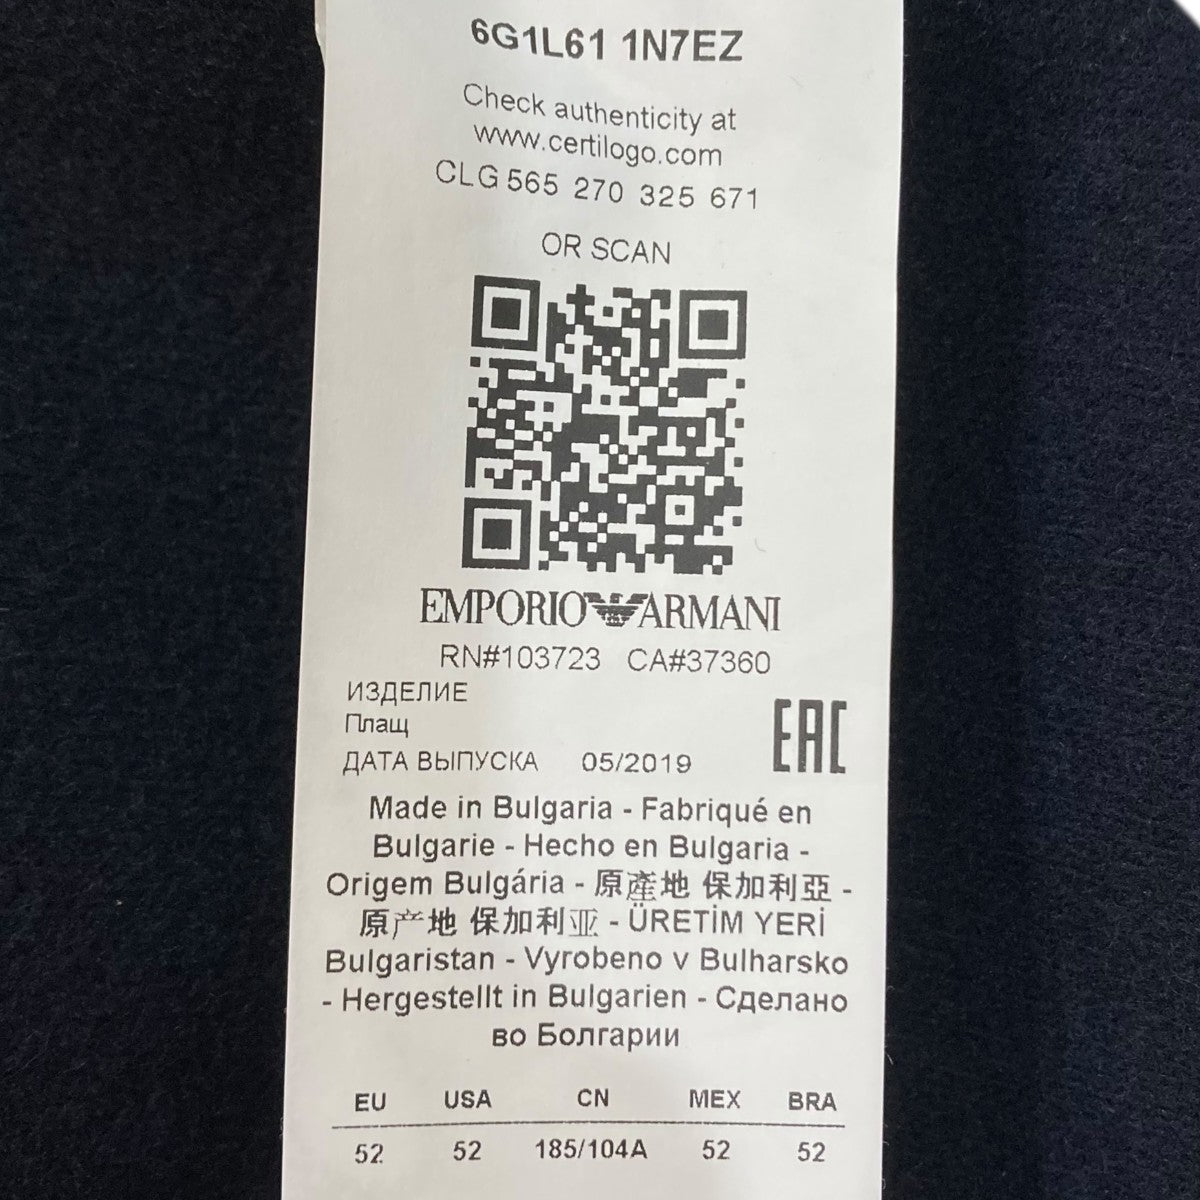 6G1L61 1N7EZ
Check authenticity at
www.certilogo.com
CLG 565 270 325 671
OR SCAN
EMPORIO ARMANI
RN#103723 CA#37360
ИЗДЕЛИЕ
Плащ
ДАТА ВЫПУСКА 05/2019
EAC
Made in Bulgaria - Fabriqué en
Bulgarie - Hecho en Bulgaria -
Origem Bulgária - 原產地 保加利亞 -
原产地 保加利亚 - ÜRETİM YERİ
Bulgaristan - Vyrobeno v Bulharsko
- Hergestellt in Bulgarien - Сделано
во Болгарии
EU USA CN MEX BRA
52 52 185/104A 52 52